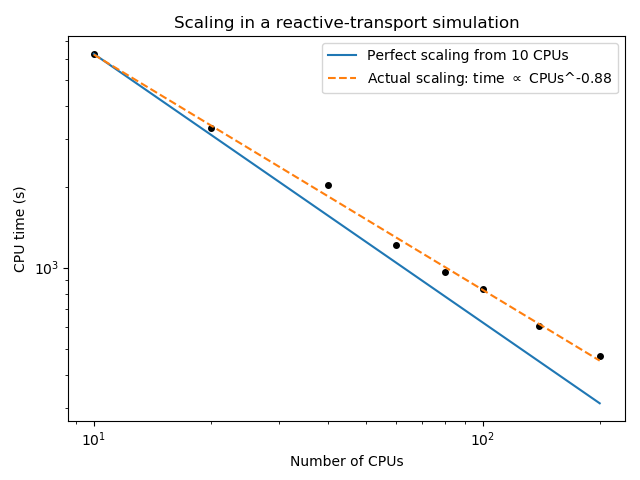 Scaling in a reactive-transport simulation
Perfect scaling from 10 CPUs
Actual scaling: time ∝ CPUs^-0.88
CPU time (s)
10³
10¹
10²
Number of CPUs